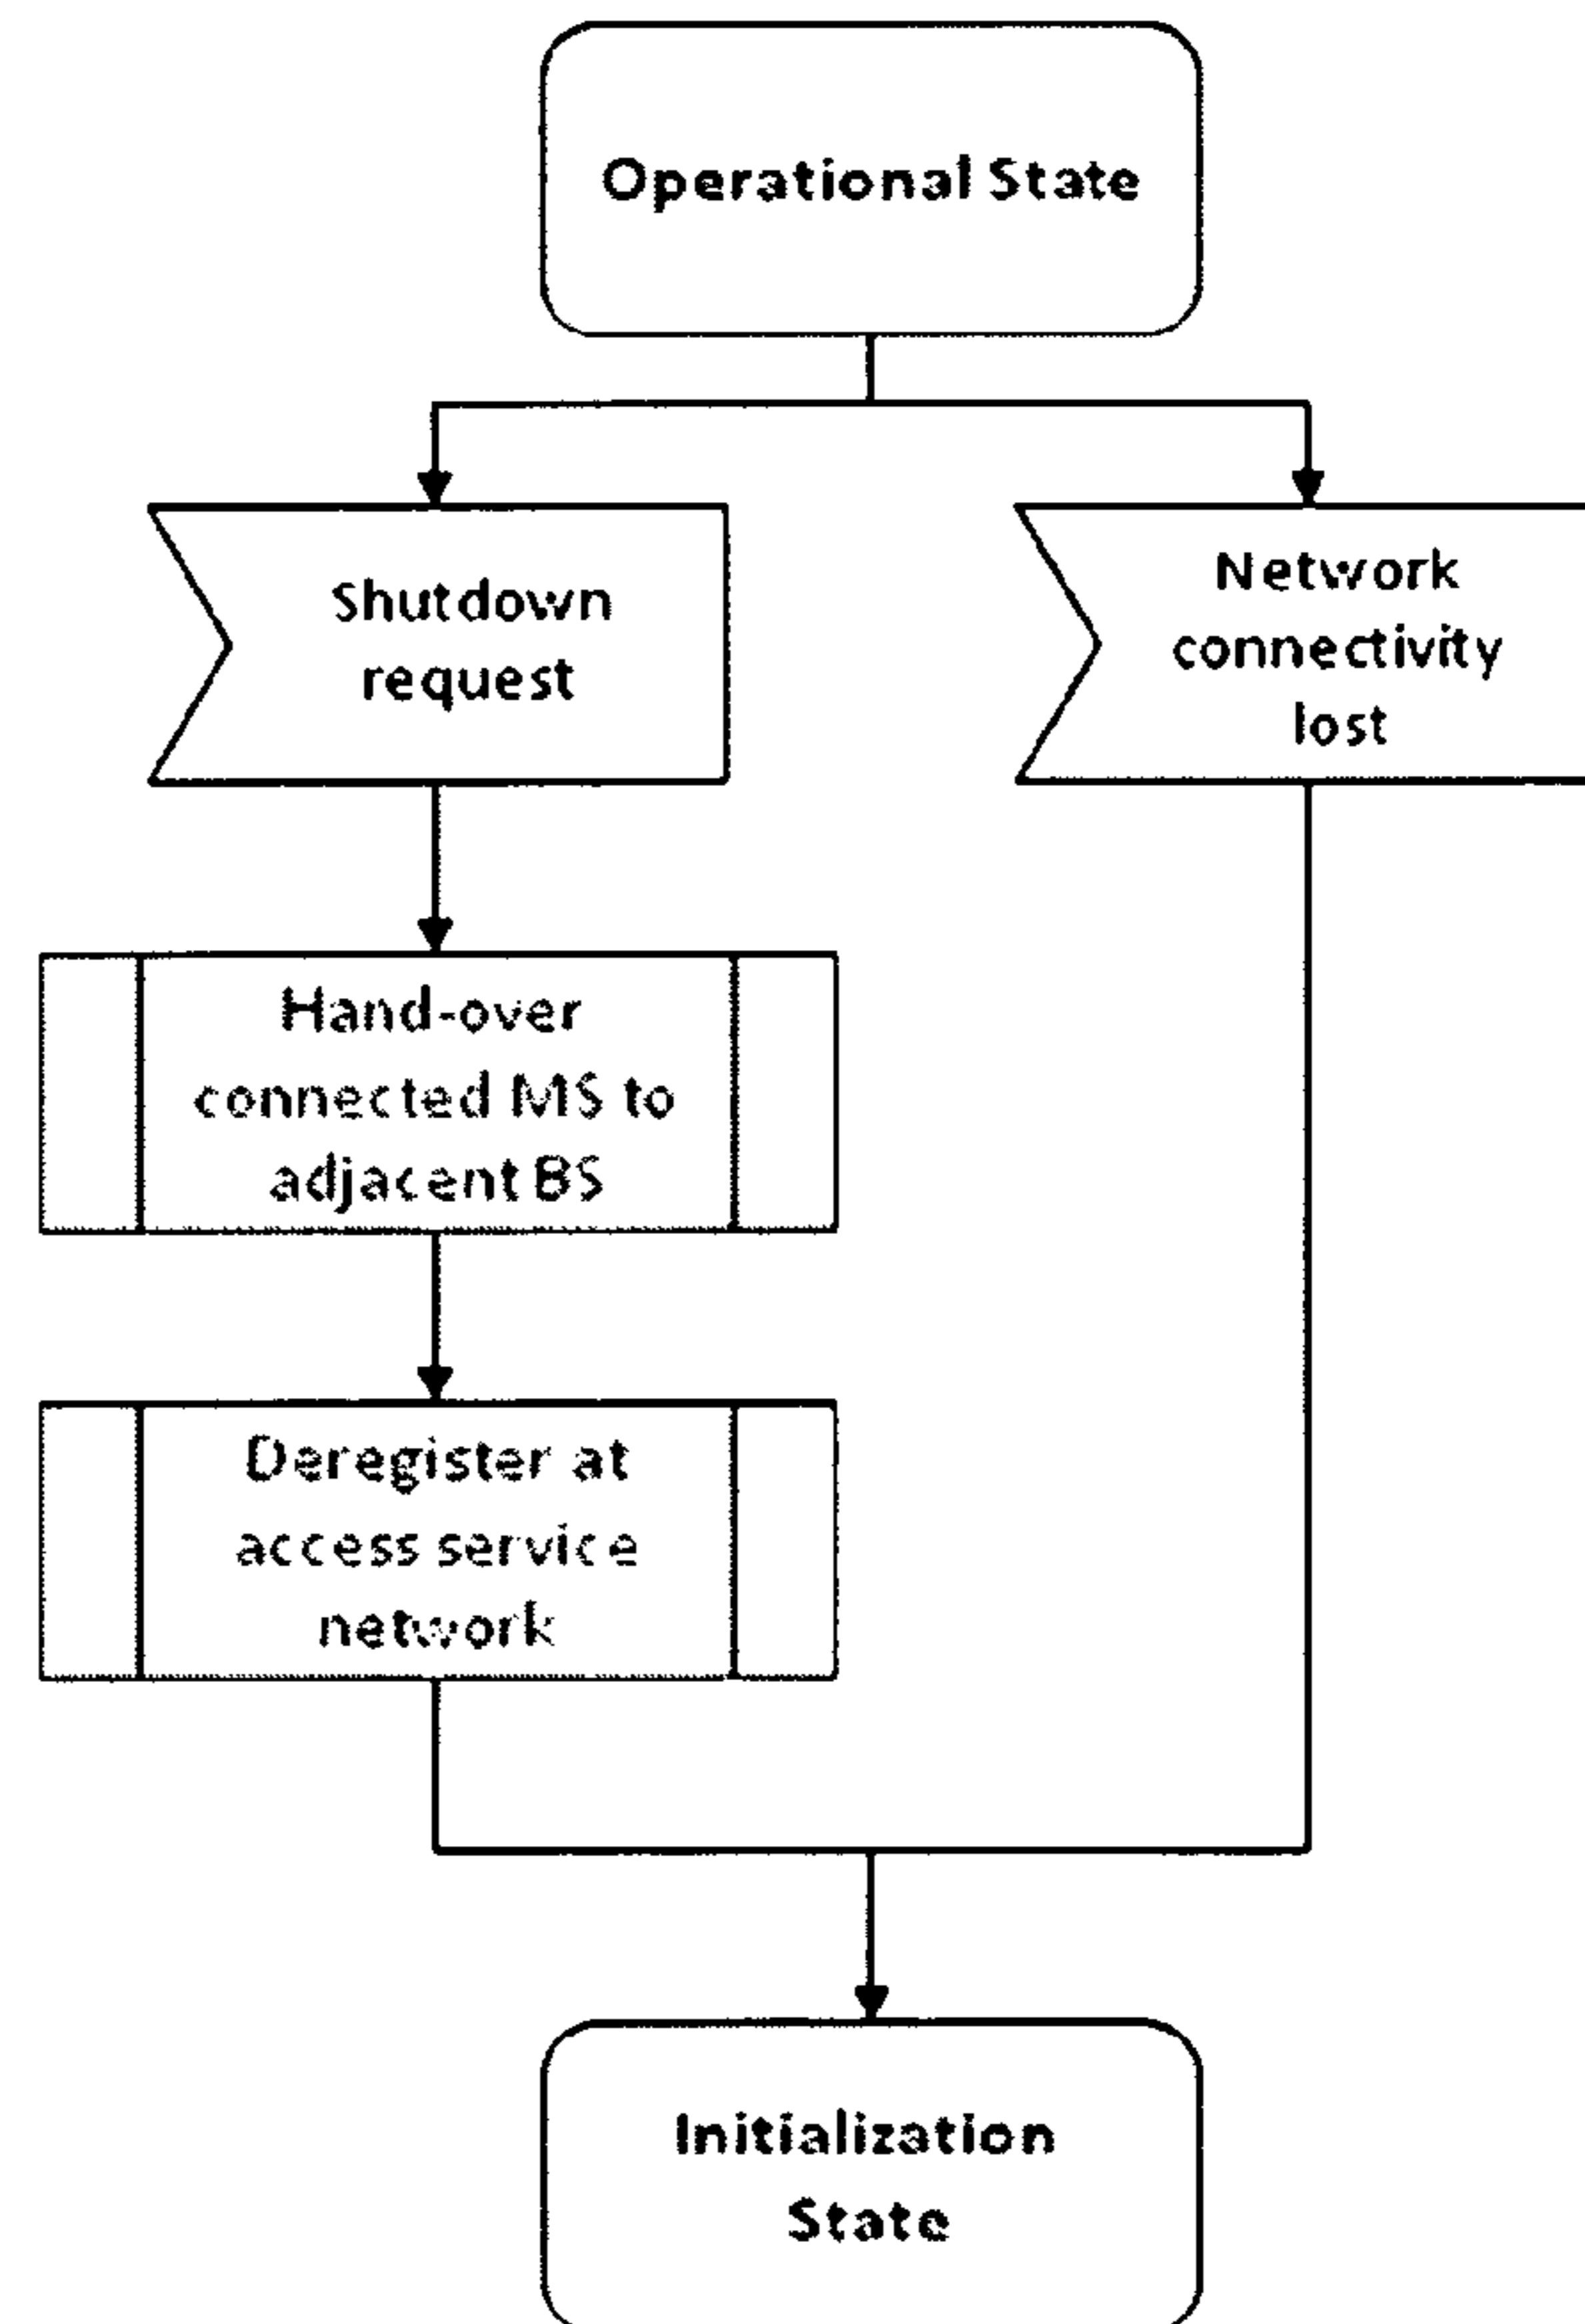 Operational State
Shutdown
request
Network
connectivity
lost
Hand-over
connected MS to
adjacent BS
Deregister at
access service
network
Initialization
State